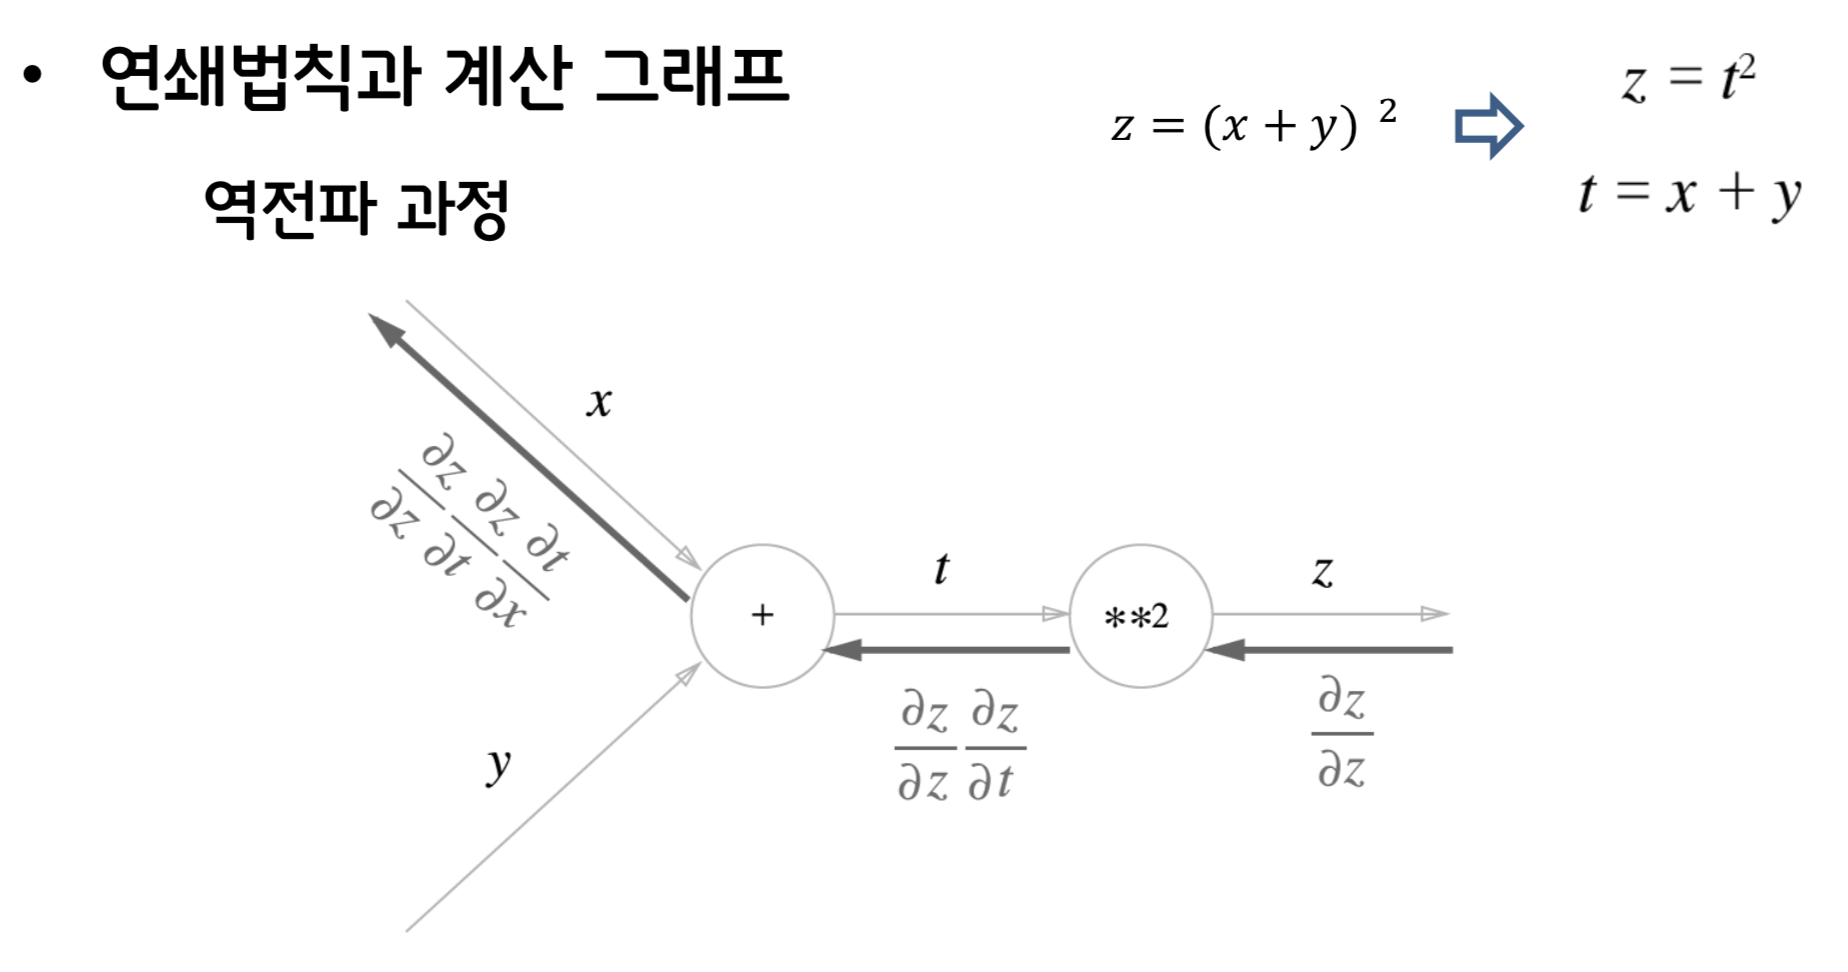 • 연쇄법칙과 계산 그래프
역전파 과정
z = (x + y) ²
z = t²
t = x + y
x
∂z/∂z ∂z/∂t ∂t/∂x
+
t
**2
z
∂z/∂z ∂z/∂t
∂z/∂z
y